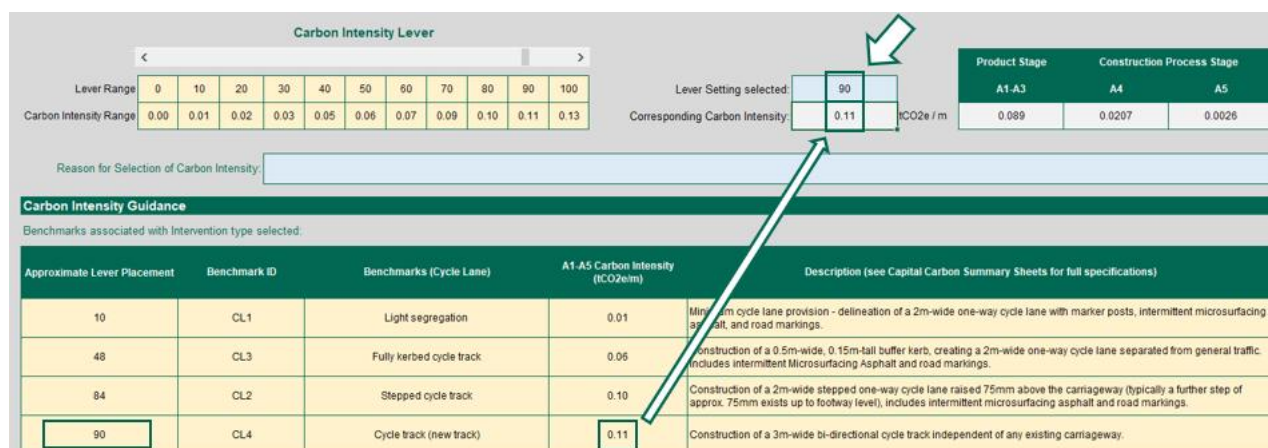 Carbon Intensity Lever
Product Stage Construction Process Stage
Lever Range 0 10 20 30 40 50 60 70 80 90 100 Lever Setting selected: 90 A1-A3 A4 A5
Carbon Intensity Range 0.00 0.01 0.02 0.03 0.05 0.06 0.07 0.09 0.10 0.11 0.13 Corresponding Carbon Intensity: 0.11 tCO2e / m 0.089 0.0207 0.0026
Reason for Selection of Carbon Intensity:
Carbon Intensity Guidance
Benchmarks associated with Intervention type selected:
Approximate Lever Placement Benchmark ID Benchmarks (Cycle Lane) A1-A5 Carbon Intensity (tCO2e/m) Description (see Capital Carbon Summary Sheets for full specifications)
10 CL1 Light segregation 0.01 cycle lane provision - delineation of a 2m-wide one-way cycle lane with marker posts, intermittent microsurfacing
and road markings.
48 CL3 Fully kerbed cycle track 0.06 Construction of a 0.5m-wide, 0.15m-tall buffer kerb, creating a 2m-wide one-way cycle lane separated from general traffic.
includes intermittent Microsurfacing Asphalt and road markings.
84 CL2 Stepped cycle track 0.10 Construction of a 2m-wide stepped one-way cycle lane raised 75mm above the carriageway (typically a further step of
approx. 75mm exists up to footway level), includes intermittent microsurfacing asphalt and road markings.
90 CL4 Cycle track (new track) 0.11 Construction of a 3m-wide bi-directional cycle track independent of any existing carriageway.